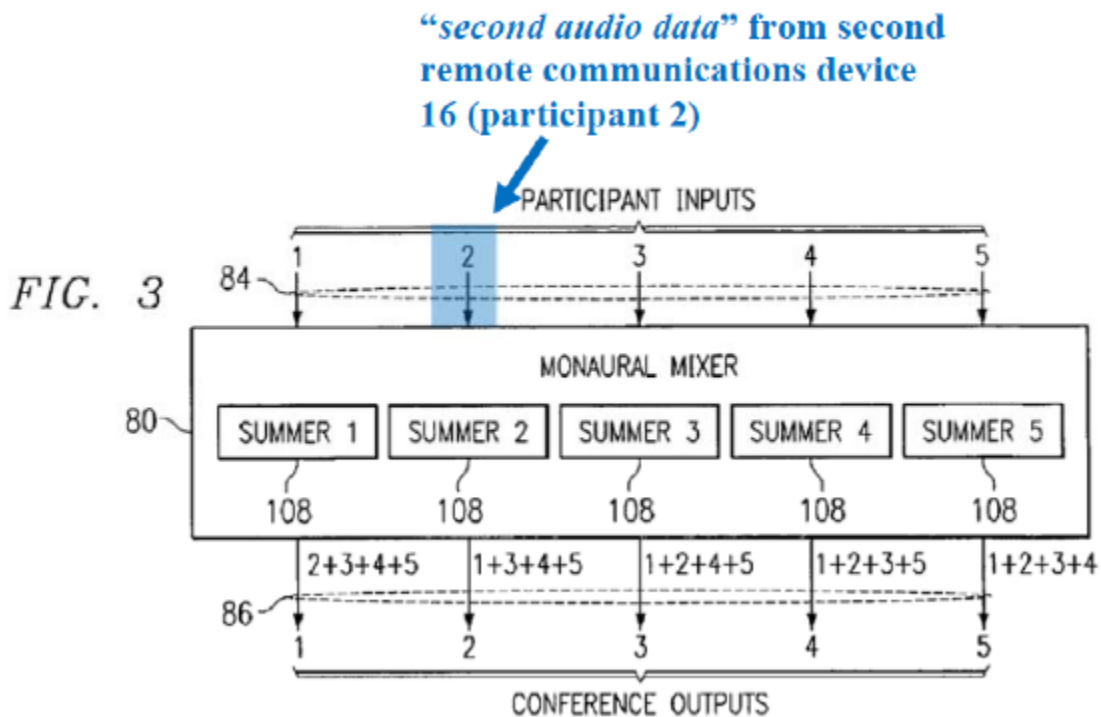 “second audio data” from second
remote communications device
16 (participant 2)
PARTICIPANT INPUTS
1 2 3 4 5
84
FIG. 3
MONAURAL MIXER
80
SUMMER 1 SUMMER 2 SUMMER 3 SUMMER 4 SUMMER 5
108 108 108 108 108
2+3+4+5 1+3+4+5 1+2+4+5 1+2+3+5 1+2+3+4
86
1 2 3 4 5
CONFERENCE OUTPUTS